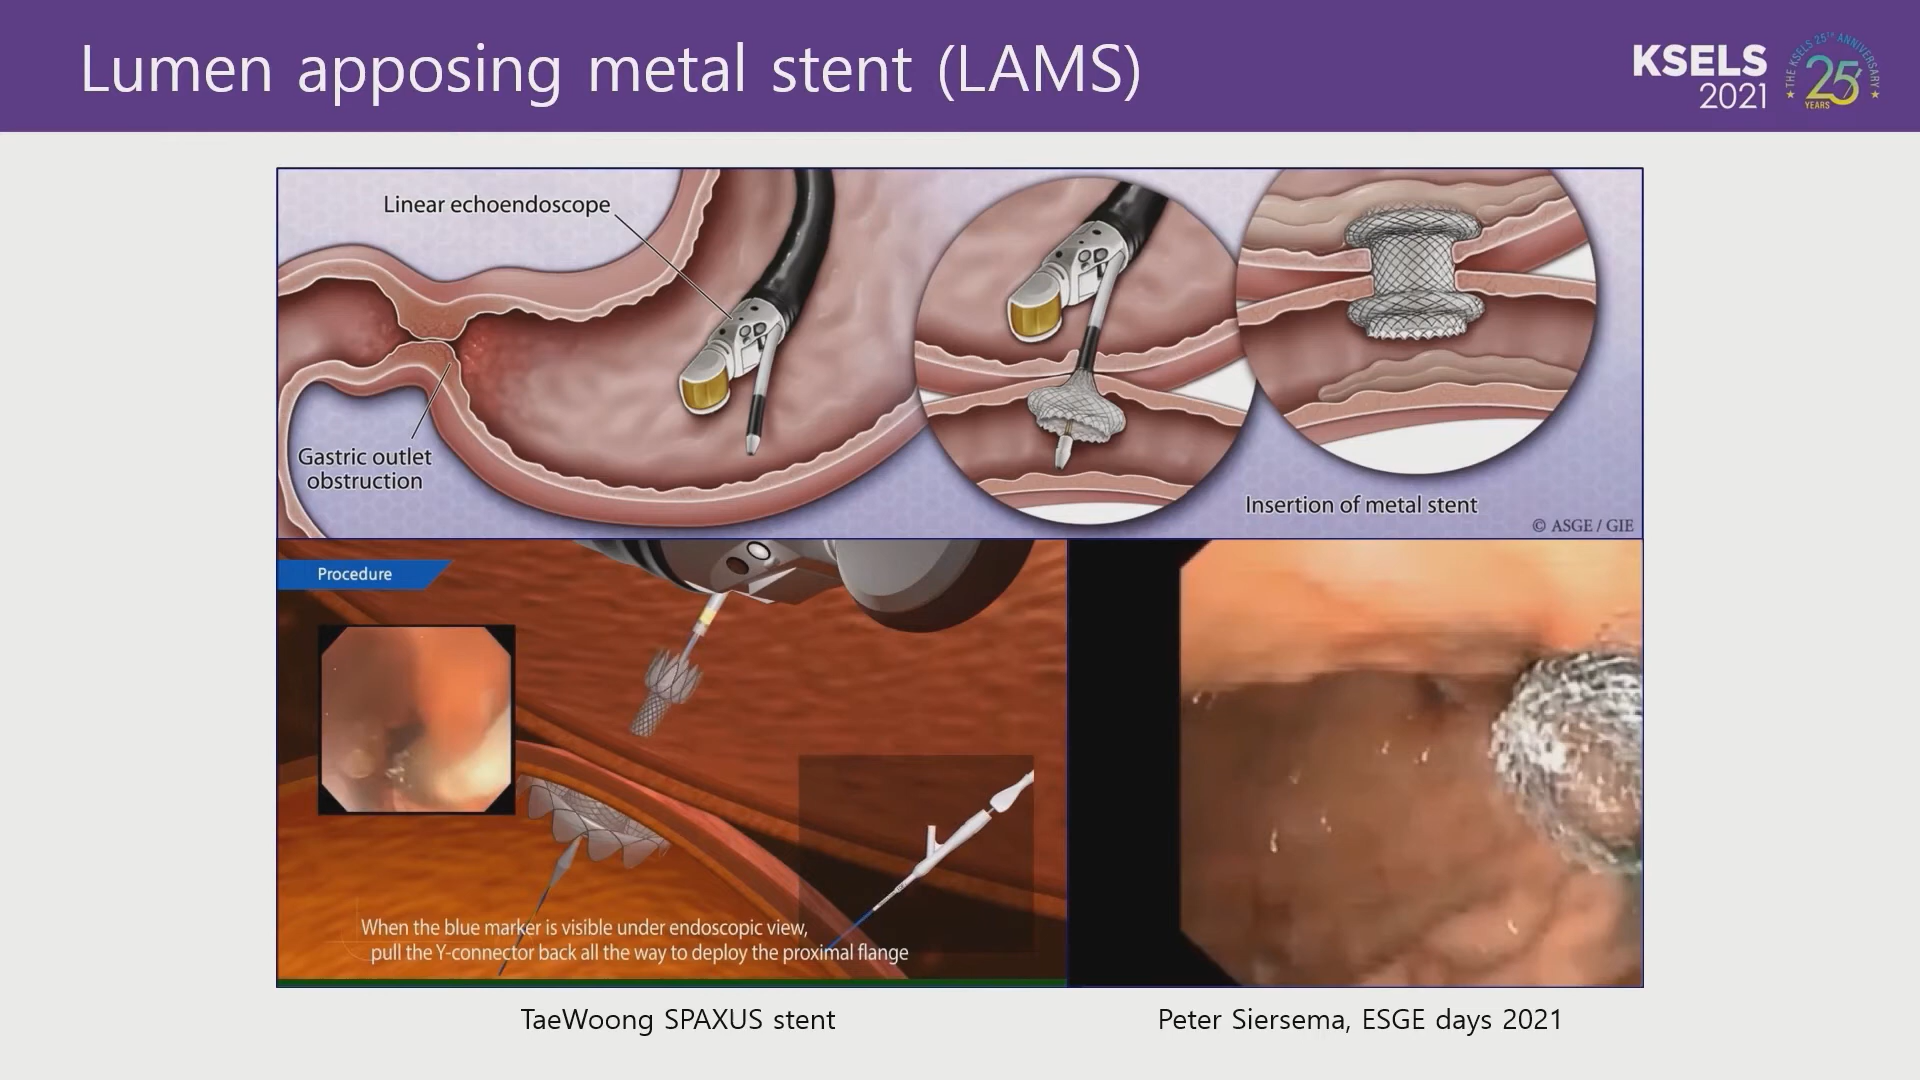 Lumen apposing metal stent (LAMS)
KSELS
2021
THE KSELS 25TH ANNIVERSARY
25
YEARS
Linear echoendoscope
Gastric outlet
obstruction
Insertion of metal stent
© ASGE / GIE
Procedure
When the blue marker is visible under endoscopic view,
pull the Y-connector back all the way to deploy the proximal flange
TaeWoong SPAXUS stent
Peter Siersema, ESGE days 2021